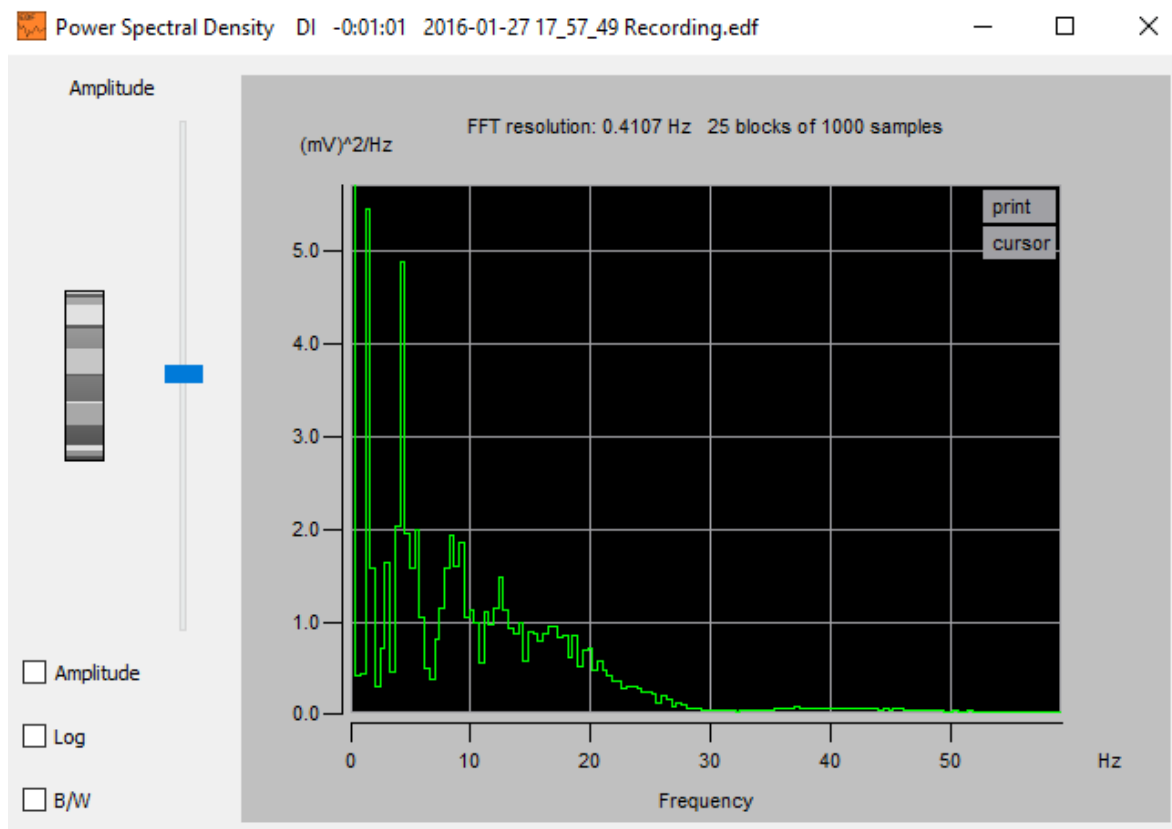 Power Spectral Density DI -0:01:01 2016-01-27 17_57_49 Recording.edf
Amplitude
FFT resolution: 0.4107 Hz 25 blocks of 1000 samples
(mV)^2/Hz
print
cursor
5.0
4.0
3.0
2.0
1.0
0.0
0 10 20 30 40 50 Hz
Frequency
Amplitude
Log
B/W